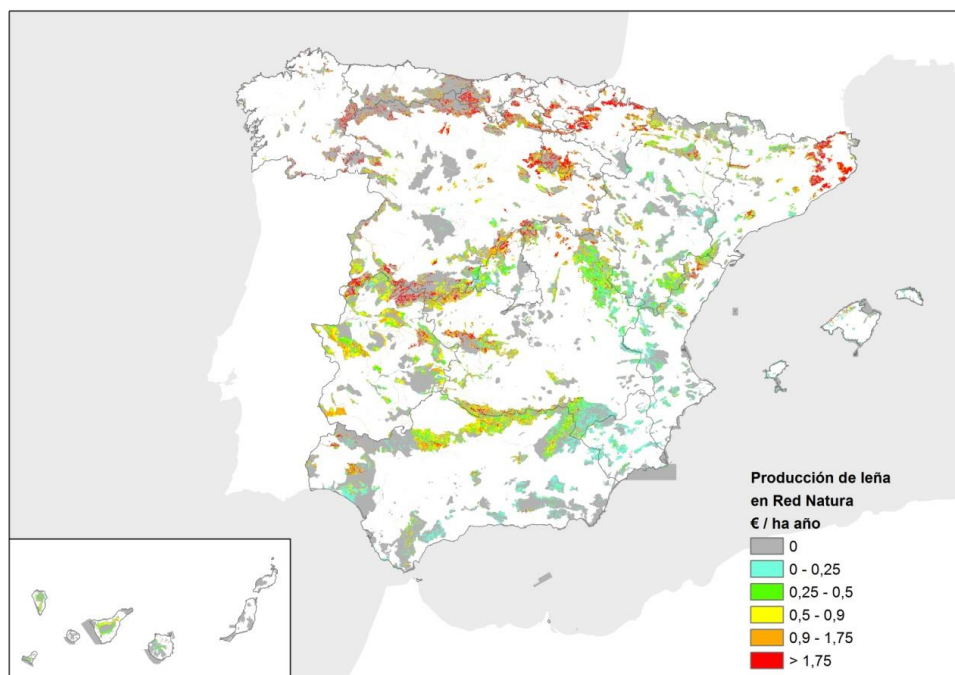 Producción de leña
en Red Natura
€ / ha año
0
0 - 0,25
0,25 - 0,5
0,5 - 0,9
0,9 - 1,75
> 1,75